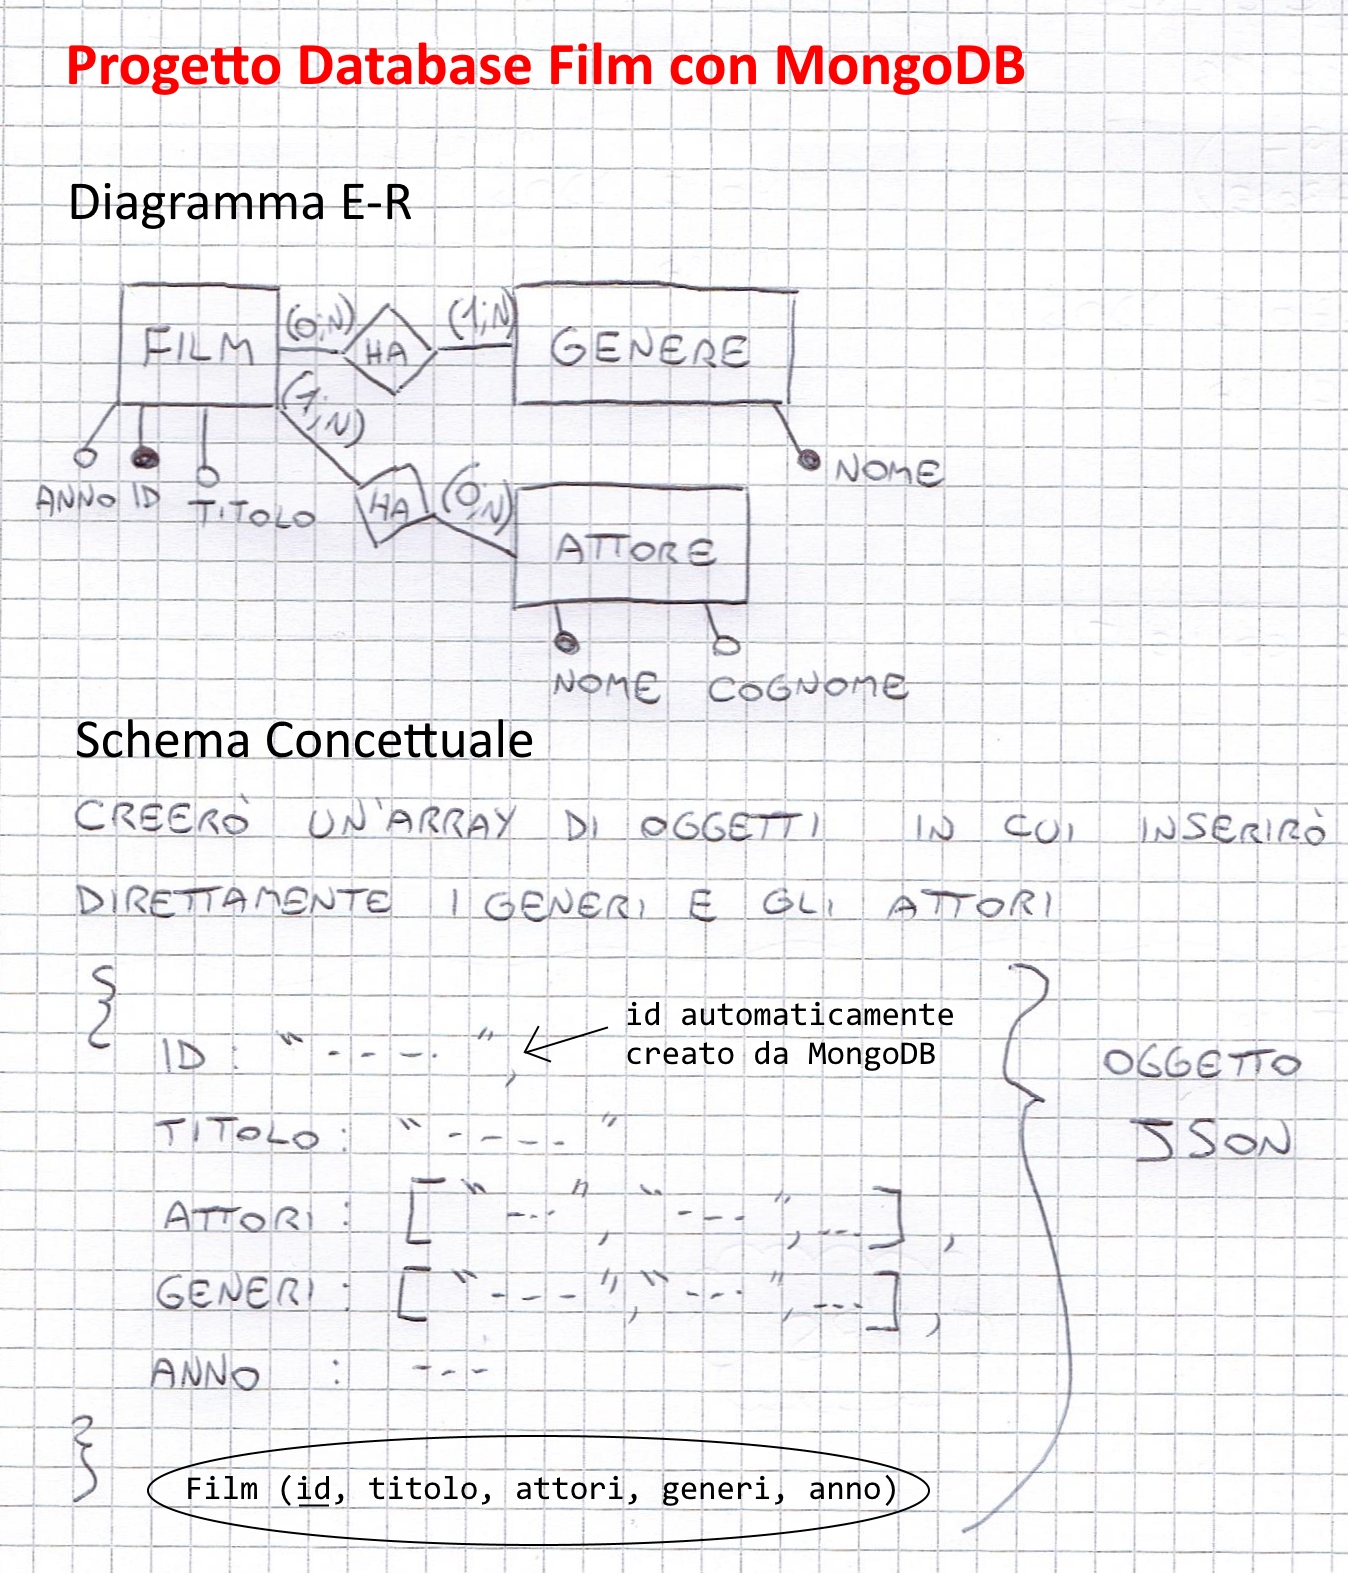 Progetto Database Film con MongoDB
Diagramma E-R
FILM (0;N) HA (1;N) GENERE
(1;N)
ANNO ID TITOLO NOME
HA (0;N) ATTORE
NOME COGNOME
Schema Concettuale
CREERÒ UN'ARRAY DI OGGETTI IN CUI INSERIRÒ
DIRETTAMENTE I GENERI E GLI ATTORI
{
ID : "----", id automaticamente
creato da MongoDB
OGGETTO
JSON
TITOLO : "----"
ATTORI : ["---", "---", ---],
GENERI : ["---", "---", ---],
ANNO : ---
}
Film (id, titolo, attori, generi, anno)